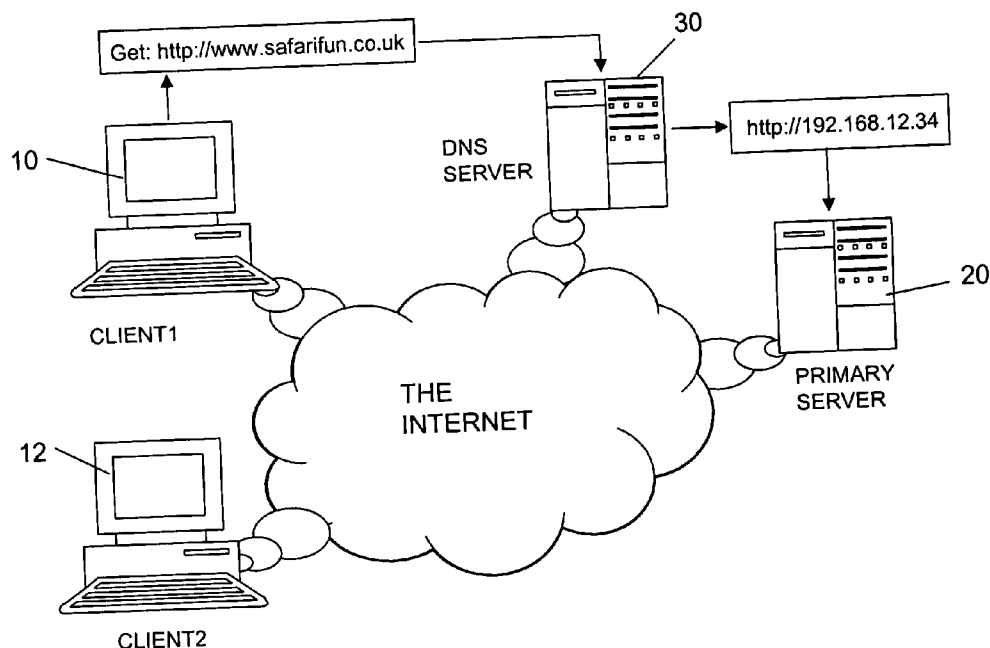 Get: http://www.safarifun.co.uk
30
10
DNS
SERVER
http://192.168.12.34
20
CLIENT1
PRIMARY
SERVER
THE
INTERNET
12
CLIENT2